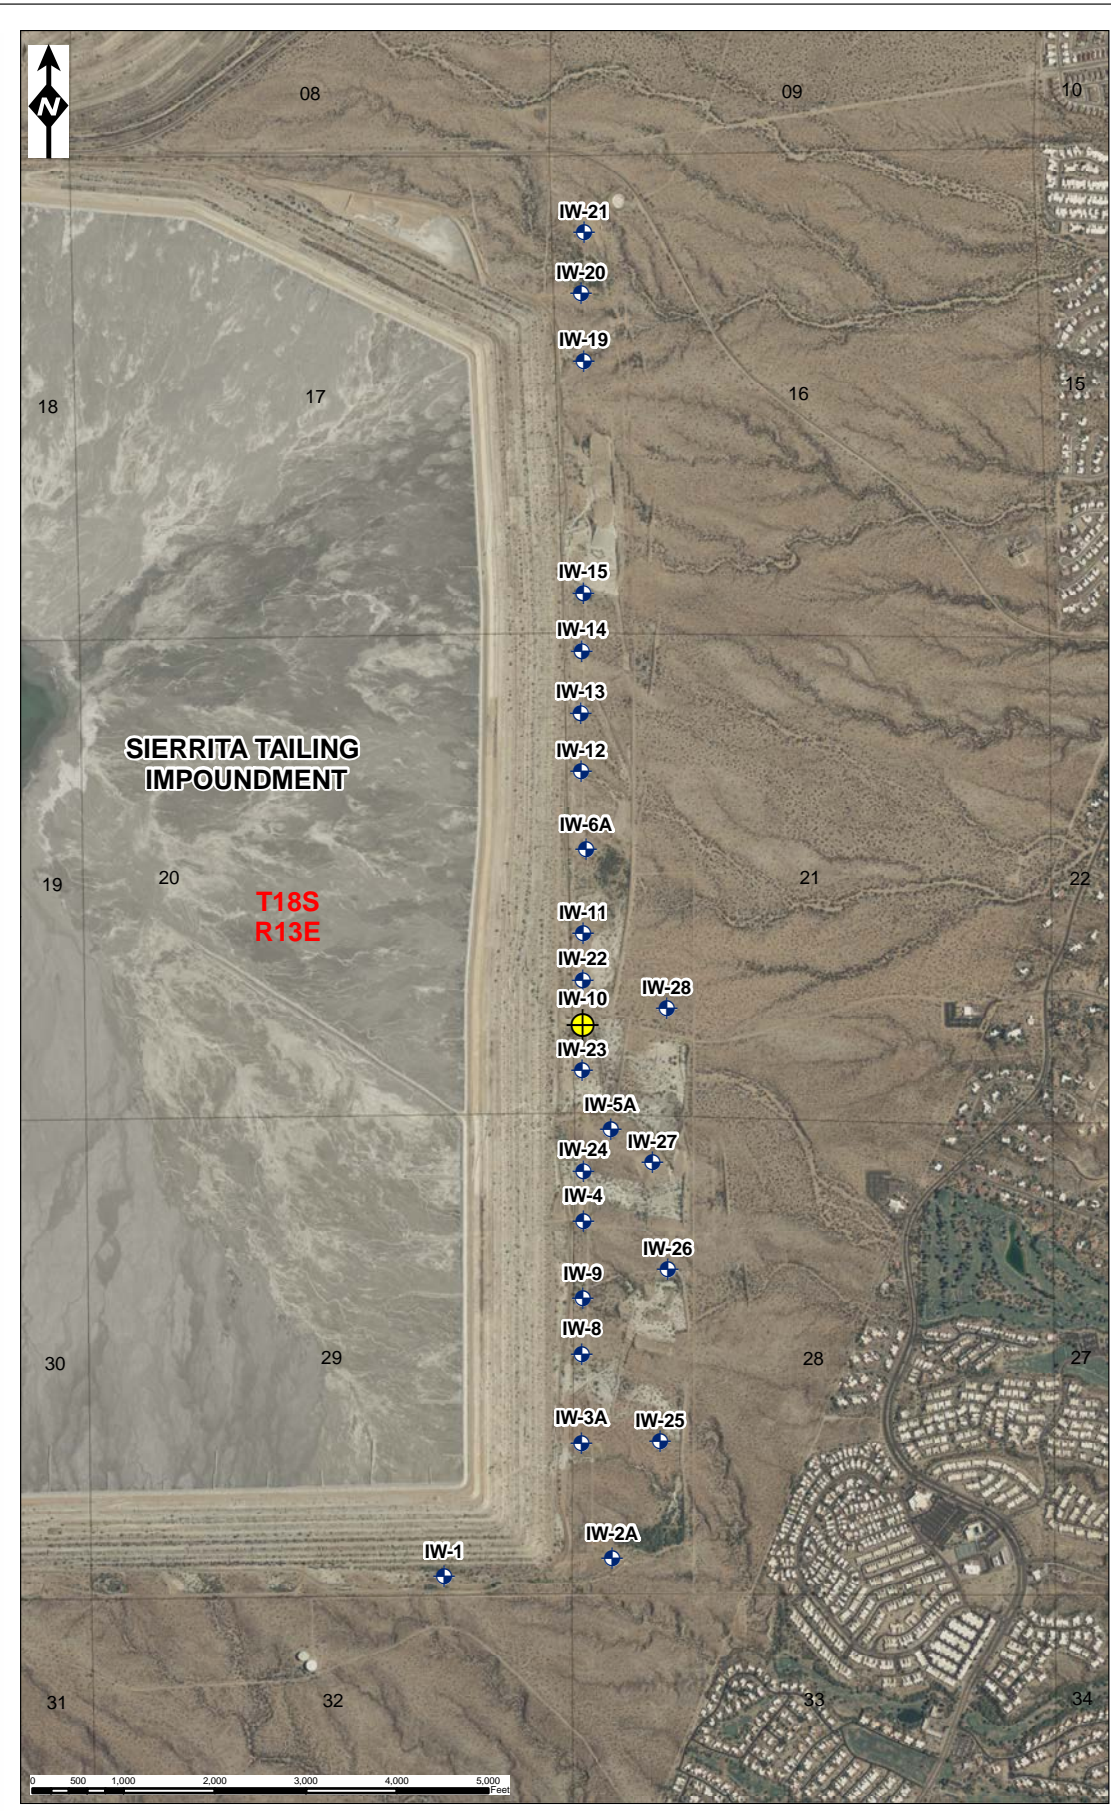 N
08
09
10
IW-21
IW-20
IW-19
18
17
16
15
IW-15
IW-14
IW-13
IW-12
SIERRITA TAILING
IMPOUNDMENT
IW-6A
19
20
21
22
T18S
R13E
IW-11
IW-22
IW-28
IW-10
IW-23
IW-5A
IW-27
IW-24
IW-4
IW-26
IW-9
IW-8
30
29
28
27
IW-3A
IW-25
IW-2A
IW-1
31
32
33
34
0 500 1,000 2,000 3,000 4,000 5,000
Feet